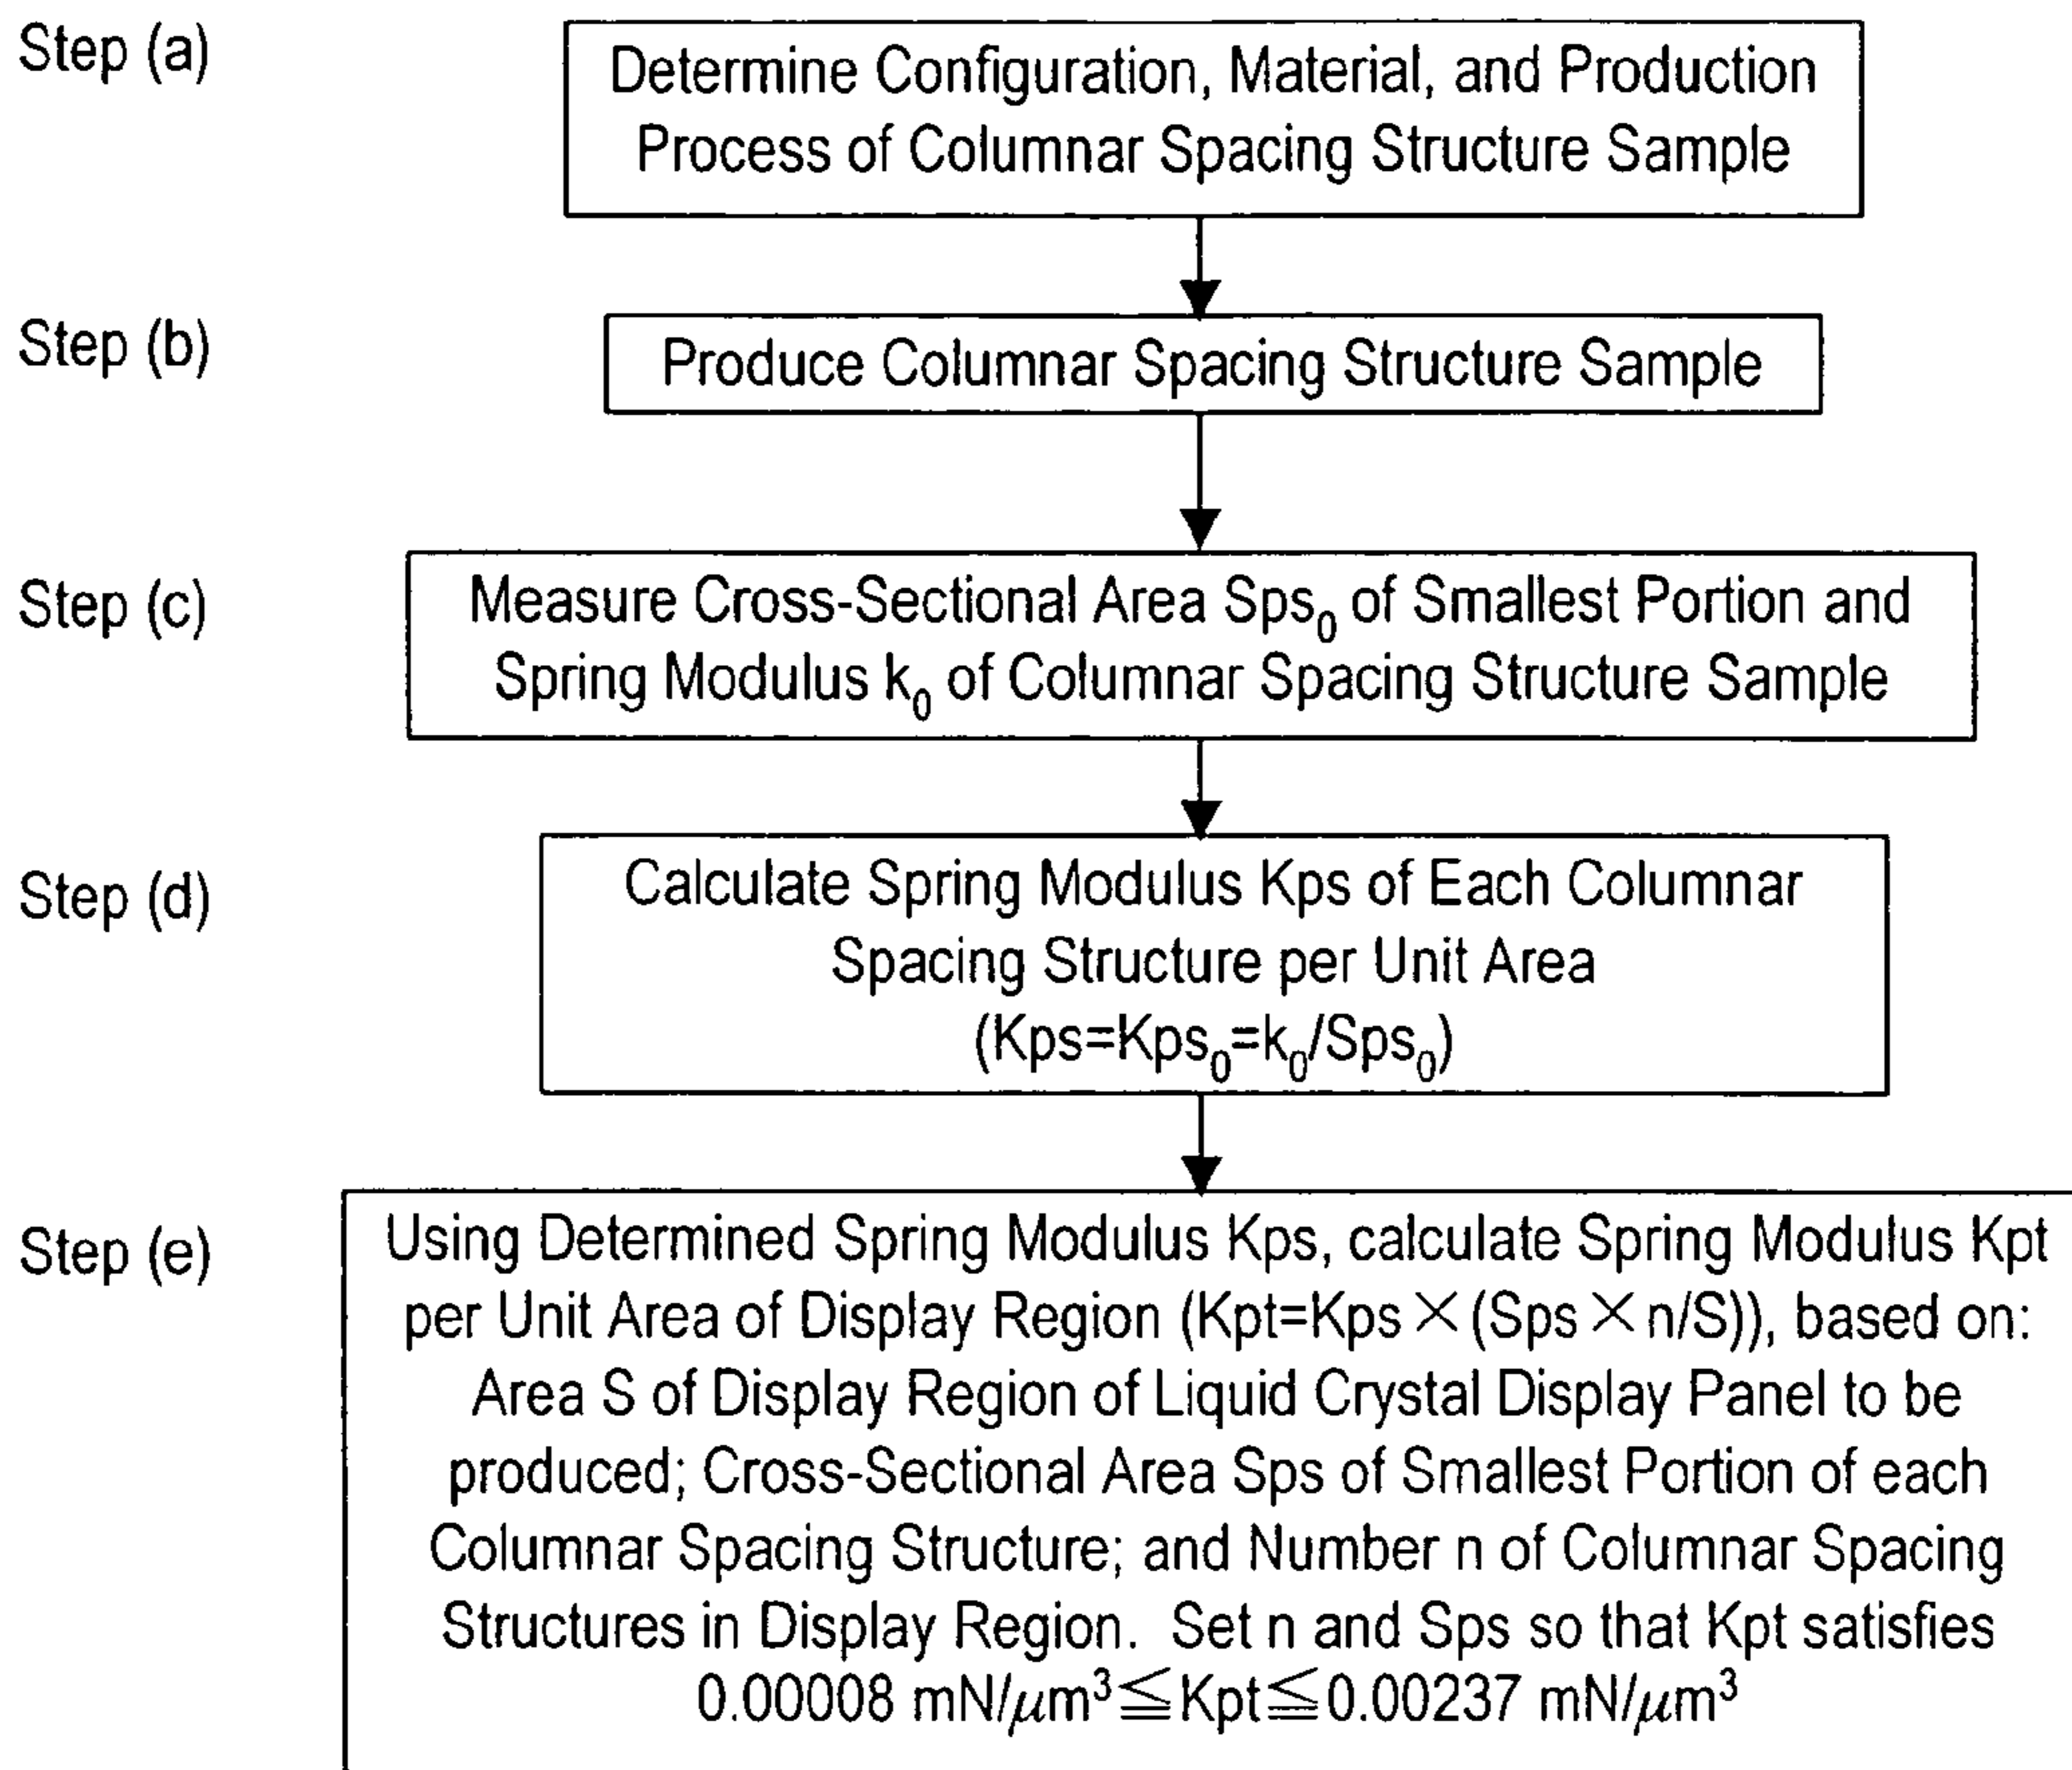 Step (a)
Determine Configuration, Material, and Production
Process of Columnar Spacing Structure Sample
Step (b)
Produce Columnar Spacing Structure Sample
Step (c)
Measure Cross-Sectional Area Sps₀ of Smallest Portion and
Spring Modulus k₀ of Columnar Spacing Structure Sample
Step (d)
Calculate Spring Modulus Kps of Each Columnar
Spacing Structure per Unit Area
(Kps=Kps₀=k₀/Sps₀)
Step (e)
Using Determined Spring Modulus Kps, calculate Spring Modulus Kpt
per Unit Area of Display Region (Kpt=Kps×(Sps×n/S)), based on:
Area S of Display Region of Liquid Crystal Display Panel to be
produced; Cross-Sectional Area Sps of Smallest Portion of each
Columnar Spacing Structure; and Number n of Columnar Spacing
Structures in Display Region. Set n and Sps so that Kpt satisfies
0.00008 mN/μm³≦Kpt≦0.00237 mN/μm³